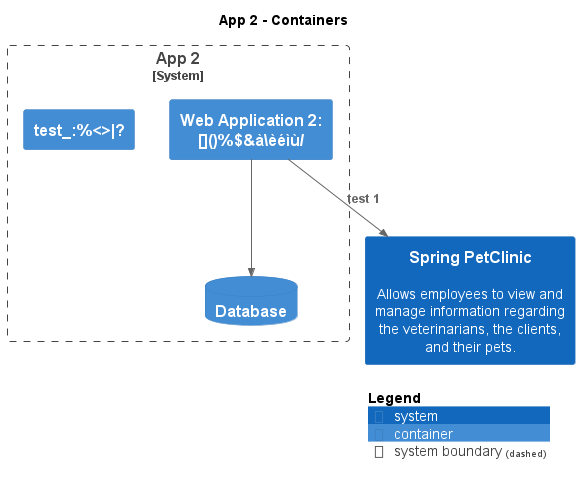 App 2 - Containers
App 2
[System]
test_:%<>|?
Web Application 2:
[]()%$&à\èéìù/
test 1
Spring PetClinic
Allows employees to view and
manage information regarding
the veterinarians, the clients,
and their pets.
Database
Legend
system
container
system boundary (dashed)